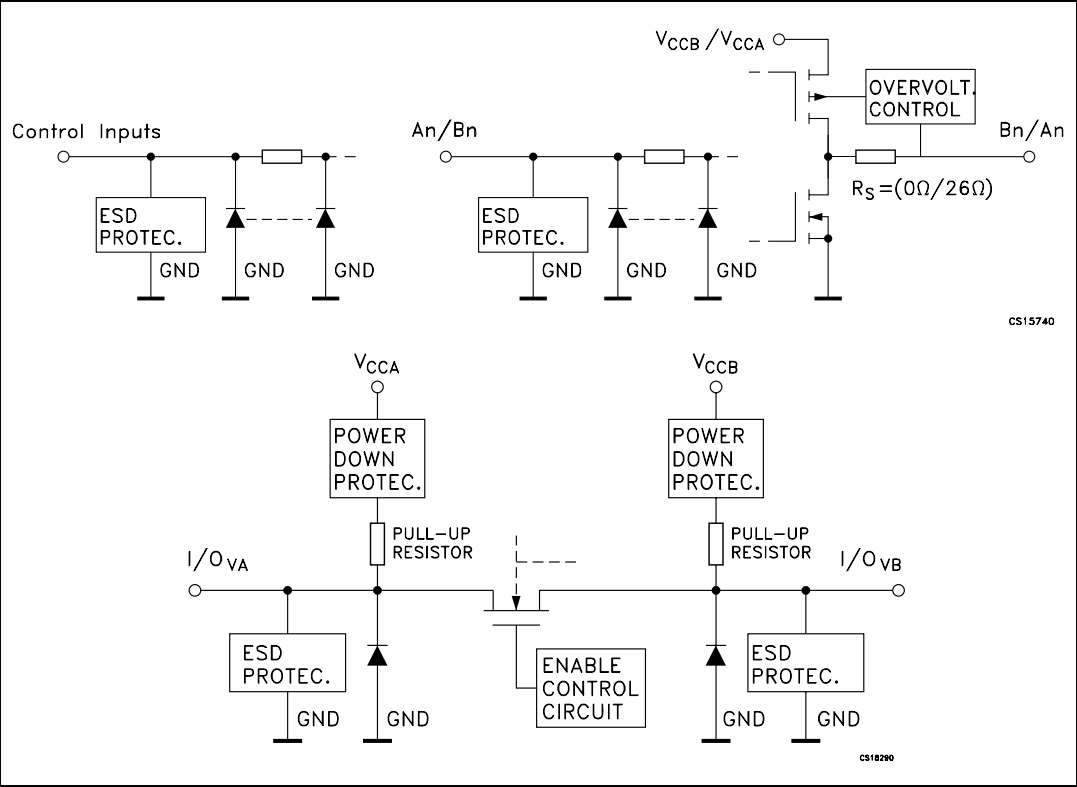 VCCB/VCCA
OVERVOLT.
CONTROL
Control Inputs
An/Bn
Bn/An
RS=(0Ω/26Ω)
ESD
PROTEC.
ESD
PROTEC.
GND
GND
GND
GND
GND
GND
CS15740
VCCA
VCCB
POWER
DOWN
PROTEC.
POWER
DOWN
PROTEC.
PULL-UP
RESISTOR
PULL-UP
RESISTOR
I/OVA
I/OVB
ESD
PROTEC.
ENABLE
CONTROL
CIRCUIT
ESD
PROTEC.
GND
GND
GND
GND
CS18290